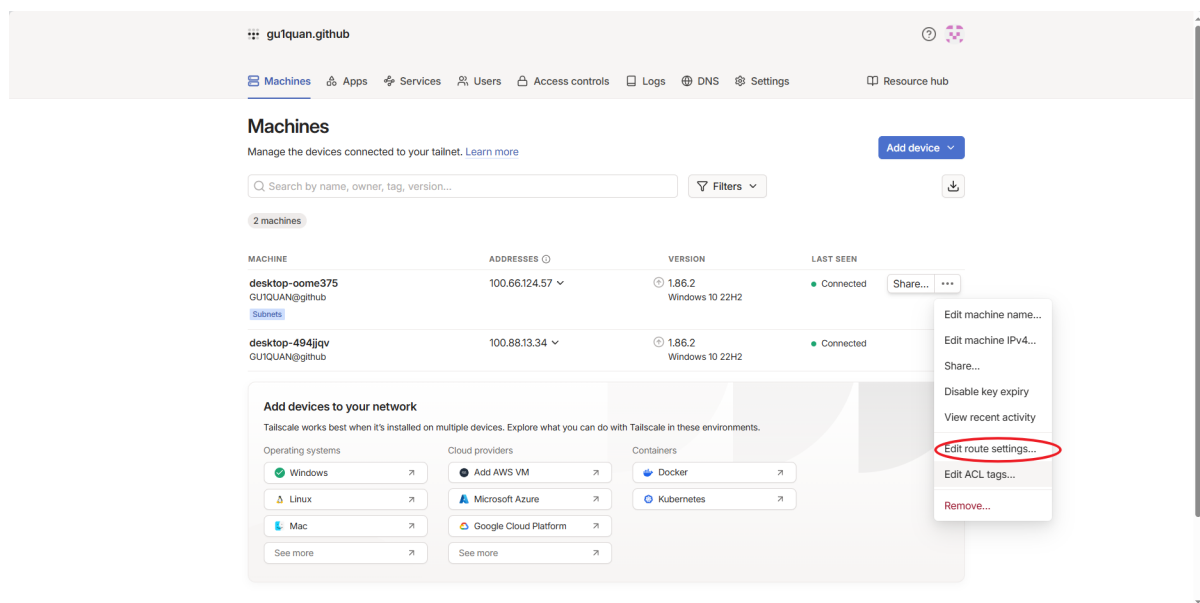 gu1quan.github
Machines Apps Services Users Access controls Logs DNS Settings Resource hub
Machines
Manage the devices connected to your tailnet. Learn more
Add device
Search by name, owner, tag, version...
Filters
2 machines
MACHINE ADDRESSES VERSION LAST SEEN
desktop-oome375 100.66.124.57 1.86.2 Connected Share... ···
GU1QUAN@github Windows 10 22H2
Subnets
desktop-494jjqv 100.88.13.34 1.86.2 Connected
GU1QUAN@github Windows 10 22H2
Edit machine name...
Edit machine IPv4...
Share...
Disable key expiry
View recent activity
Edit route settings...
Edit ACL tags...
Remove...
Add devices to your network
Tailscale works best when it's installed on multiple devices. Explore what you can do with Tailscale in these environments.
Operating systems Cloud providers Containers
Windows Add AWS VM Docker
Linux Microsoft Azure Kubernetes
Mac Google Cloud Platform
See more See more